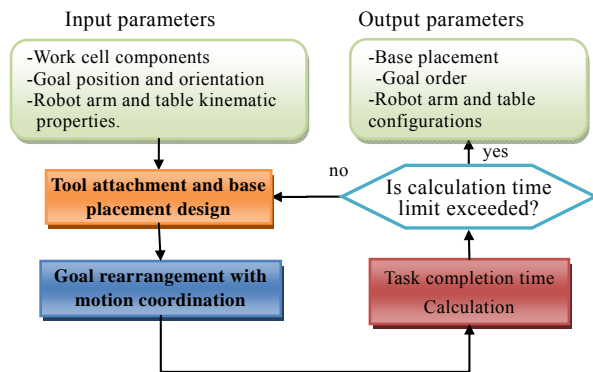 Input parameters
-Work cell components
-Goal position and orientation
-Robot arm and table kinematic
properties.
Output parameters
-Base placement
-Goal order
-Robot arm and table
configurations
yes
no
Is calculation time
limit exceeded?
Tool attachment and base
placement design
Goal rearrangement with
motion coordination
Task completion time
Calculation